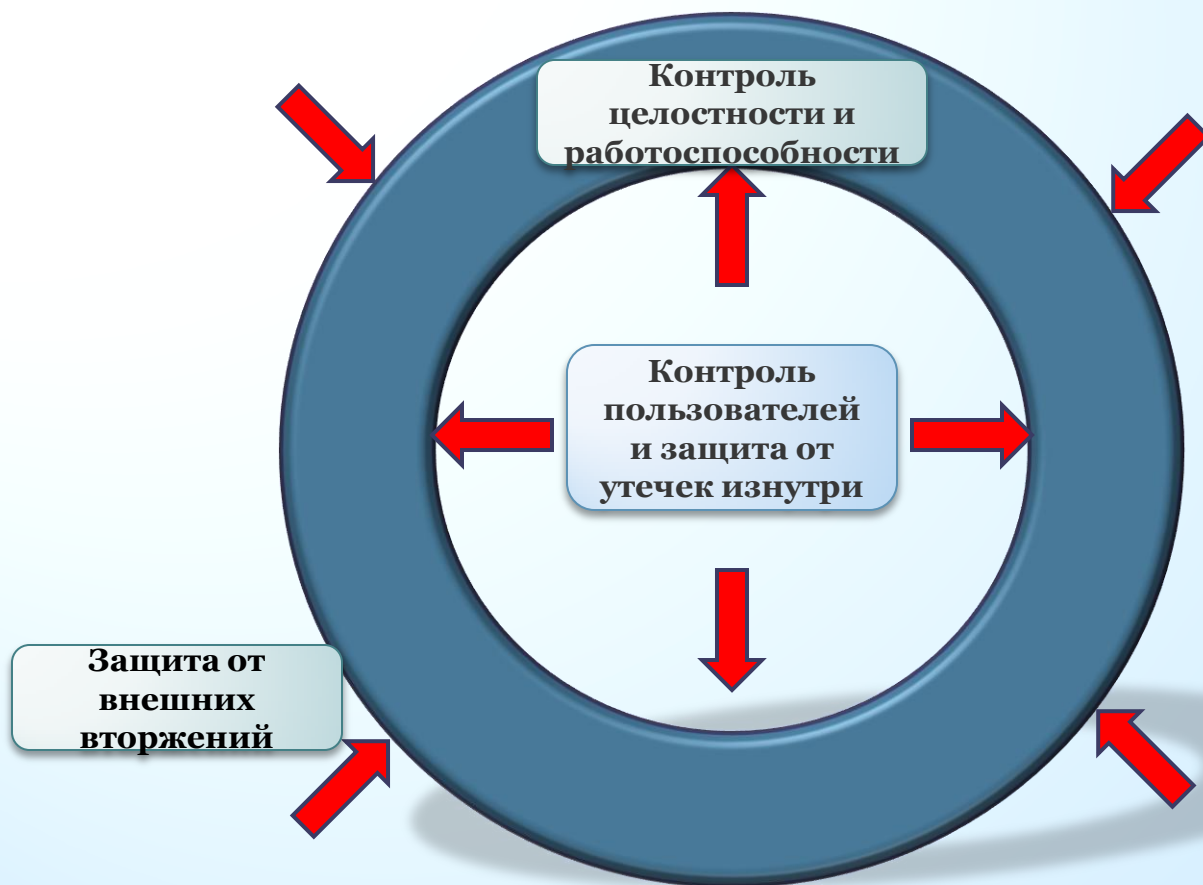 Контроль
целостности и
работоспособности
Контроль
пользователей
и защита от
утечек изнутри
Защита от
внешних
вторжений